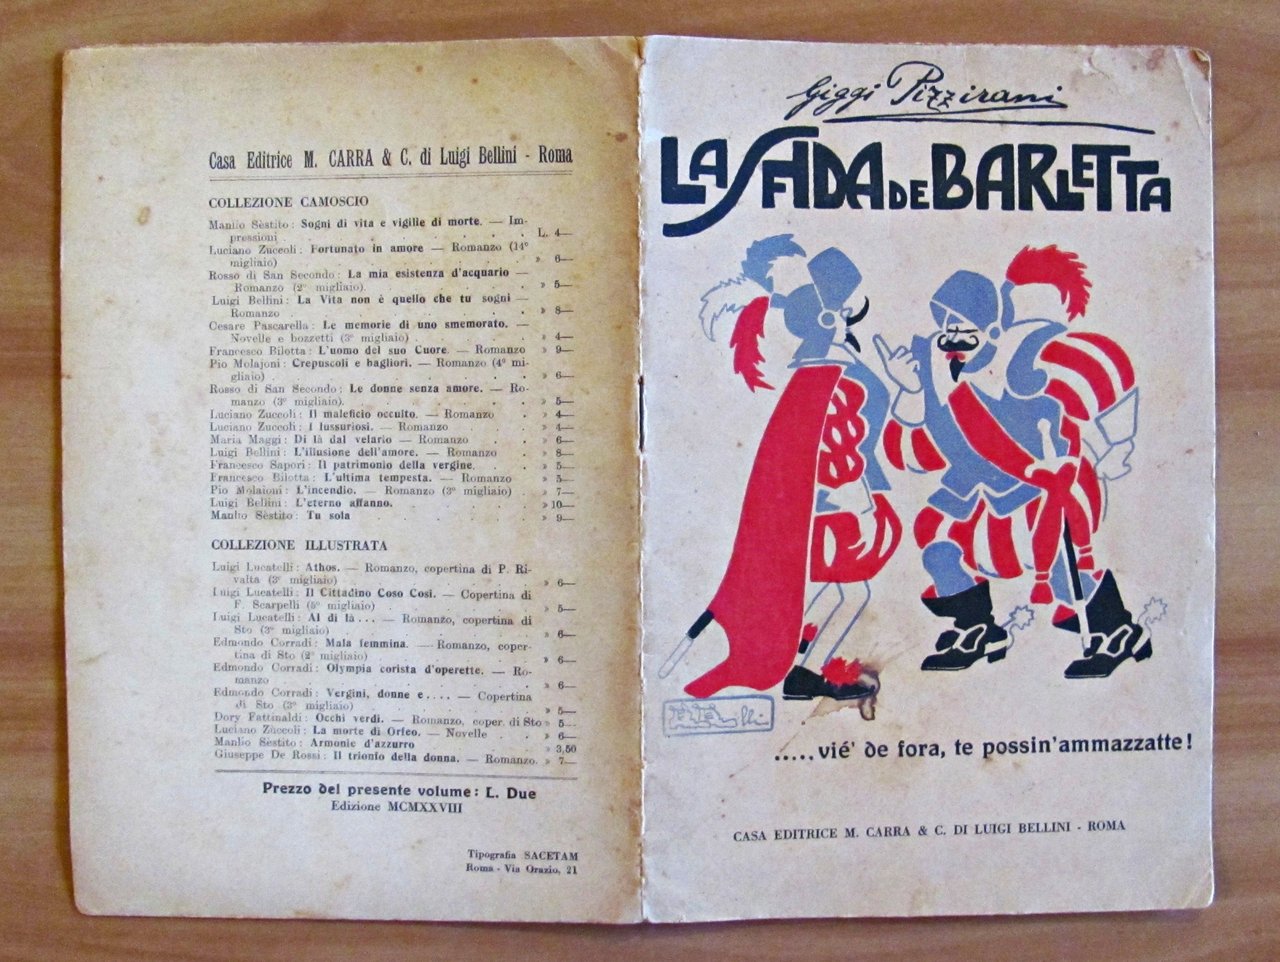 Casa Editrice M. CARRA & C. di Luigi Bellini - Roma
COLLEZIONE CAMOSCIO
Manlio Sèstito : Sogni di vita e vigilie di morte. — Im-
pressioni . . . . . . . L. 4—
Luciano Zuccoli : Fortunato in amore — Romanzo (14°
migliaio) . . . . . . . » 6—
Rosso di San Secondo : La mia esistenza d'acquario —
Romanzo (2° migliaio). . . . . . » 5—
Luigi Bellini : La Vita non è quello che tu sogni —
Romanzo . . . . . . . » 8—
Cesare Pascarella : Le memorie di uno smemorato. —
Novelle e bozzetti (3° migliaio) . . . . » 4—
Francesco Bilotta : L'uomo del suo Cuore. — Romanzo » 9—
Pio Molajoni : Crepuscoli e bagliori. — Romanzo (4° mi-
gliaio) . . . . . . . » 6—
Rosso di San Secondo : Le donne senza amore. — Ro-
manzo (3° migliaio). . . . . . » 5—
Luciano Zuccoli : Il maleficio occulto. — Romanzo . » 4—
Luciano Zuccoli : I lussuriosi. — Romanzo . . » 4—
Maria Maggi : Di là dal velario — Romanzo . . » 6—
Luigi Bellini : L'illusione dell'amore. — Romanzo . » 8—
Francesco Sapori : Il patrimonio della vergine. . . » 5—
Francesco Bilotta : L'ultima tempesta. — Romanzo . » 5—
Pio Molaioni : L'incendio. — Romanzo (3° migliaio) . » 7—
Luigi Bellini : L'eterno affanno. . . . . » 10—
Manlio Sèstito : Tu sola . . . . . » 9—
COLLEZIONE ILLUSTRATA
Luigi Lucatelli : Athos. — Romanzo, copertina di P. Ri-
valta (3° migliaio) . . . . . » 6—
Luigi Lucatelli : Il Cittadino Coso Così. — Copertina di
F. Scarpelli (5° migliaio) . . . . . » 5—
Luigi Lucatelli : Al di là . . . — Romanzo, copertina di
Sto (3° migliaio) . . . . . . » 6—
Edmondo Corradi : Mala femmina. — Romanzo, coper-
tina di Sto (2° migliaio) . . . . . » 6—
Edmondo Corradi : Olympia corista d'operette. — Ro-
manzo . . . . . . . » 6—
Edmondo Corradi : Vergini, donne e . . . . — Copertina
di Sto (3° migliaio) . . . . . » 5—
Dory Fattinaldi : Occhi verdi. — Romanzo, coper. di Sto » 5—
Luciano Zuccoli : La morte di Orfeo. — Novelle . » 6—
Manlio Sèstito : Armonie d'azzurro . . . . » 3,50
Giuseppe De Rossi : Il trionfo della donna. — Romanzo. » 7—
Prezzo del presente volume : L. Due
Edizione MCMXXVIII
Tipografia SACETAM
Roma - Via Orazio, 21
Giggi Pizzirani
LA SFIDA DE BARLETTA
.....vié' de fora, te possin'ammazzatte!
CASA EDITRICE M. CARRA & C. DI LUIGI BELLINI - ROMA